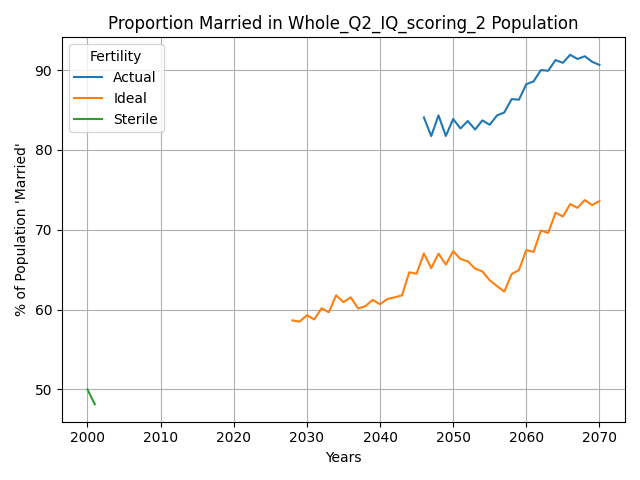 Proportion Married in Whole_Q2_IQ_scoring_2 Population
Fertility
Actual
Ideal
Sterile
% of Population 'Married'
90
80
70
60
50
2000
2010
2020
2030
2040
2050
2060
2070
Years